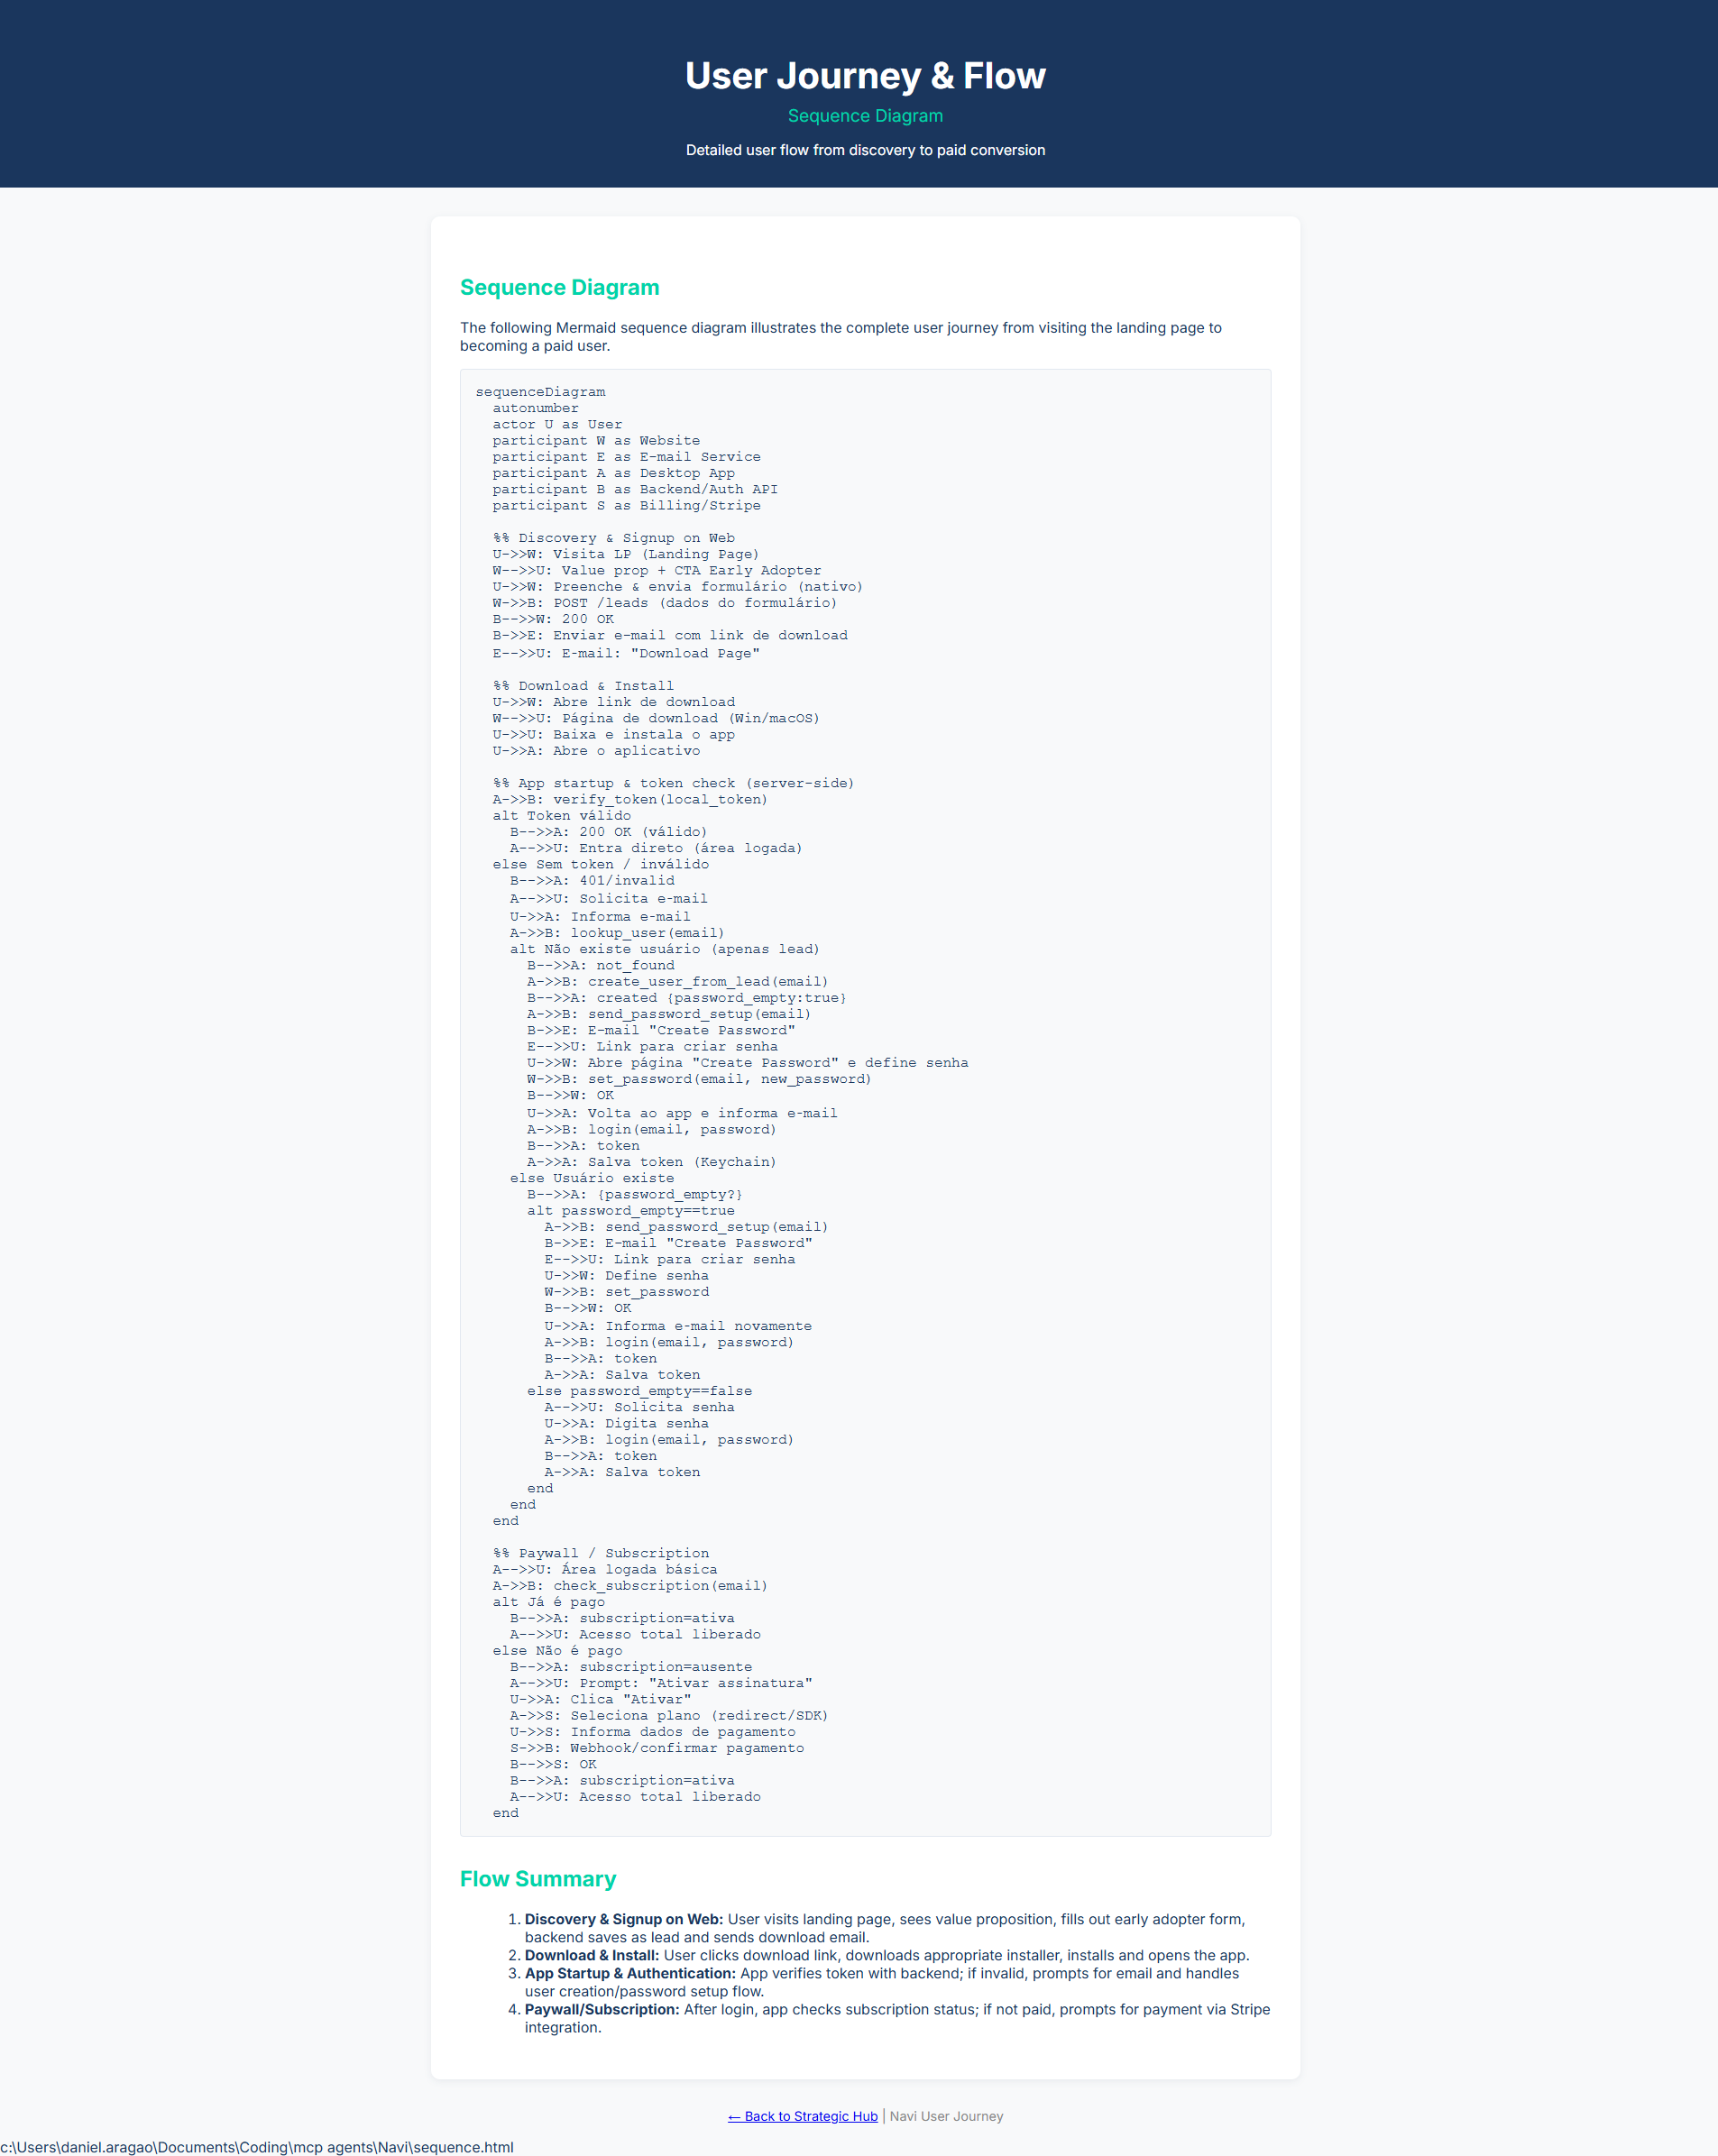 User Journey & Flow
Sequence Diagram
Detailed user flow from discovery to paid conversion
Sequence Diagram
The following Mermaid sequence diagram illustrates the complete user journey from visiting the landing page to
becoming a paid user.
sequenceDiagram
  autonumber
  actor U as User
  participant W as Website
  participant E as E-mail Service
  participant A as Desktop App
  participant B as Backend/Auth API
  participant S as Billing/Stripe

  %% Discovery & Signup on Web
  U->>W: Visita LP (Landing Page)
  W-->>U: Value prop + CTA Early Adopter
  U->>W: Preenche & envia formulário (nativo)
  W->>B: POST /leads (dados do formulário)
  B-->>W: 200 OK
  B->>E: Enviar e-mail com link de download
  E-->>U: E-mail: "Download Page"

  %% Download & Install
  U->>W: Abre link de download
  W-->>U: Página de download (Win/macOS)
  U->>U: Baixa e instala o app
  U->>A: Abre o aplicativo

  %% App startup & token check (server-side)
  A->>B: verify_token(local_token)
  alt Token válido
    B-->>A: 200 OK (válido)
    A-->>U: Entra direto (área logada)
  else Sem token / inválido
    B-->>A: 401/invalid
    A-->>U: Solicita e-mail
    U->>A: Informa e-mail
    A->>B: lookup_user(email)
    alt Não existe usuário (apenas lead)
      B-->>A: not_found
      A->>B: create_user_from_lead(email)
      B-->>A: created {password_empty:true}
      A->>B: send_password_setup(email)
      B->>E: E-mail "Create Password"
      E-->>U: Link para criar senha
      U->>W: Abre página "Create Password" e define senha
      W->>B: set_password(email, new_password)
      B-->>W: OK
      U->>A: Volta ao app e informa e-mail
      A->>B: login(email, password)
      B-->>A: token
      A->>A: Salva token (Keychain)
    else Usuário existe
      B-->>A: {password_empty?}
      alt password_empty==true
        A->>B: send_password_setup(email)
        B->>E: E-mail "Create Password"
        E-->>U: Link para criar senha
        U->>W: Define senha
        W->>B: set_password
        B-->>W: OK
        U->>A: Informa e-mail novamente
        A->>B: login(email, password)
        B-->>A: token
        A->>A: Salva token
      else password_empty==false
        A-->>U: Solicita senha
        U->>A: Digita senha
        A->>B: login(email, password)
        B-->>A: token
        A->>A: Salva token
      end
    end
  end

  %% Paywall / Subscription
  A-->>U: Área logada básica
  A->>B: check_subscription(email)
  alt Já é pago
    B-->>A: subscription=ativa
    A-->>U: Acesso total liberado
  else Não é pago
    B-->>A: subscription=ausente
    A-->>U: Prompt: "Ativar assinatura"
    U->>A: Clica "Ativar"
    A->>S: Seleciona plano (redirect/SDK)
    U->>S: Informa dados de pagamento
    S->>B: Webhook/confirmar pagamento
    B-->>S: OK
    B-->>A: subscription=ativa
    A-->>U: Acesso total liberado
  end
Flow Summary
1. Discovery & Signup on Web: User visits landing page, sees value proposition, fills out early adopter form,
backend saves as lead and sends download email.
2. Download & Install: User clicks download link, downloads appropriate installer, installs and opens the app.
3. App Startup & Authentication: App verifies token with backend; if invalid, prompts for email and handles
user creation/password setup flow.
4. Paywall/Subscription: After login, app checks subscription status; if not paid, prompts for payment via Stripe
integration.
← Back to Strategic Hub | Navi User Journey
c:\Users\daniel.aragao\Documents\Coding\mcp agents\Navi\sequence.html